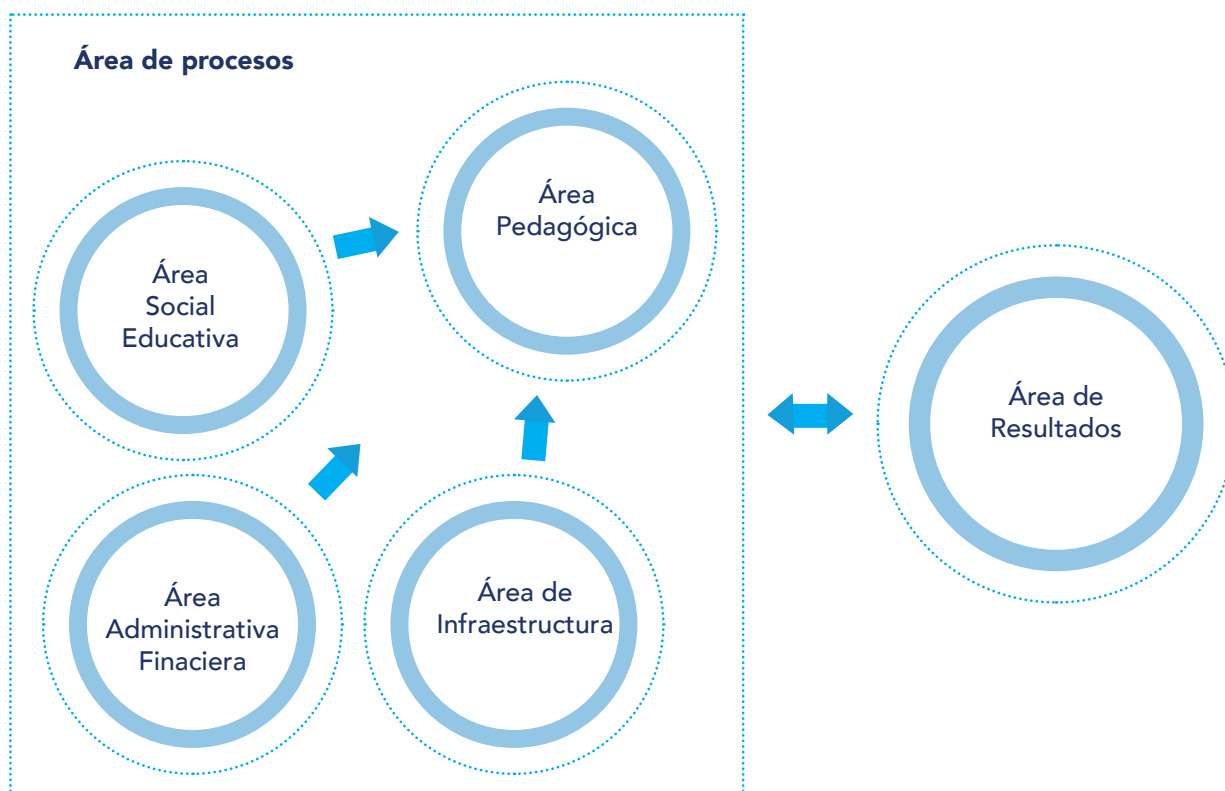 Área de procesos
Área
Pedagógica
Área
Social
Educativa
Área de
Resultados
Área
Administrativa
Finaciera
Área de
Infraestructura